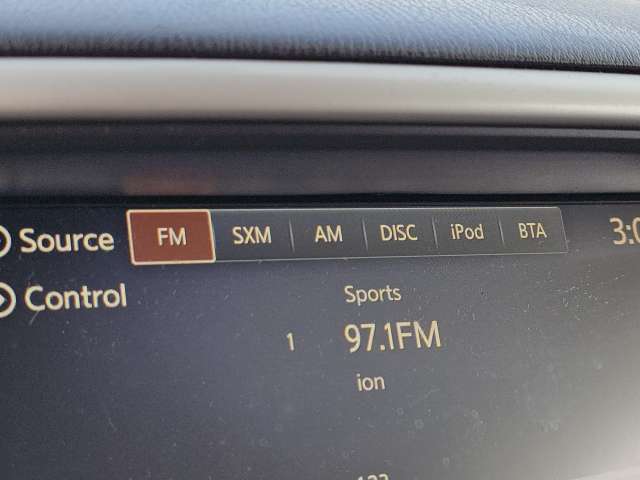 Source FM SXM AM DISC iPod BTA
Control
Sports
1 97.1FM
ion